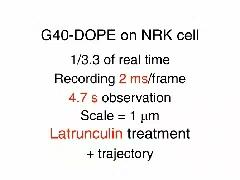 G40-DOPE on NRK cell
1/3.3 of real time
Recording 2 ms/frame
4.7 s observation
Scale = 1 μm
Latrunculin treatment
+ trajectory